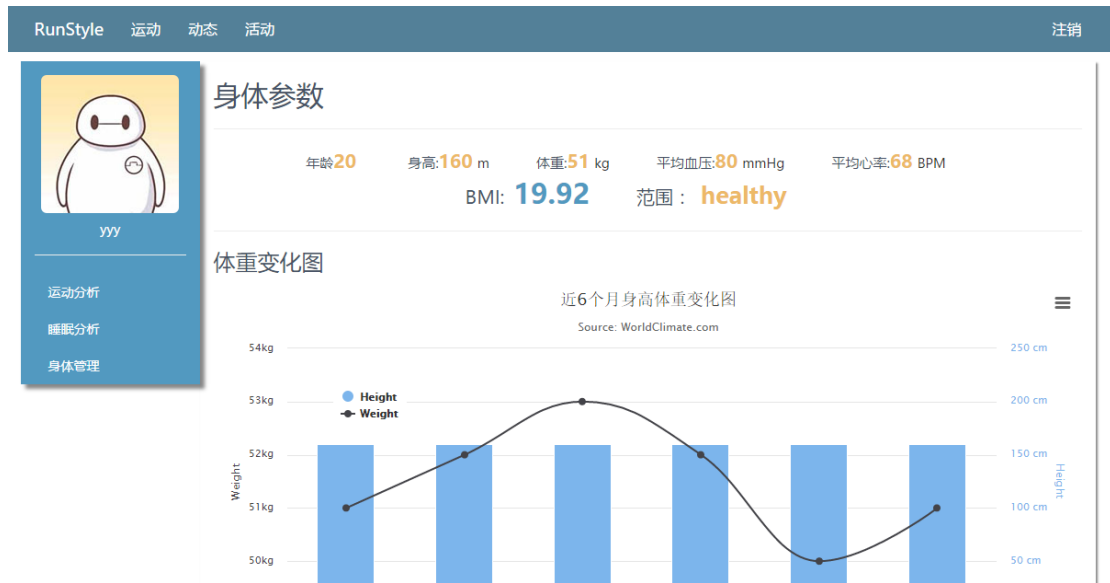 RunStyle 运动 动态 活动 注销
yyy
运动分析
睡眠分析
身体管理
身体参数
年龄20 身高:160 m 体重:51 kg 平均血压:80 mmHg 平均心率:68 BPM
BMI: 19.92 范围： healthy
体重变化图
近6个月身高体重变化图
Source: WorldClimate.com
54kg 250 cm
53kg 200 cm
Height
Weight
52kg 150 cm
Weight
Height
51kg 100 cm
50kg 50 cm